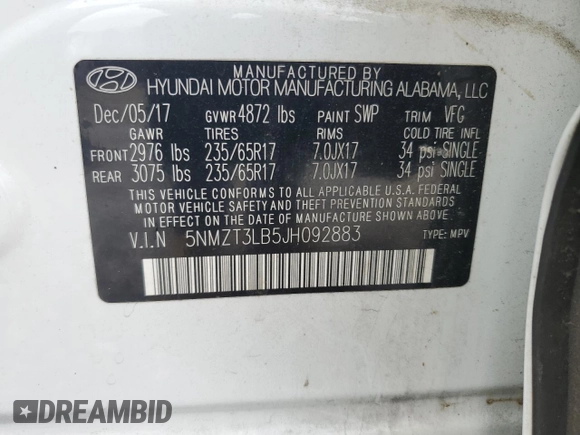 MANUFACTURED BY
HYUNDAI MOTOR MANUFACTURING ALABAMA, LLC
Dec/05/17 GVWR 4872 lbs PAINT SWP TRIM VFG
GAWR TIRES RIMS COLD TIRE INFL
FRONT 2976 lbs 235/65R17 7.0JX17 34 psi-SINGLE
REAR 3075 lbs 235/65R17 7.0JX17 34 psi SINGLE
THIS VEHICLE CONFORMS TO ALL APPLICABLE U.S.A. FEDERAL
MOTOR VEHICLE SAFETY AND THEFT PREVENTION STANDARDS
IN EFFECT ON THE DATE OF MANUFACTURE SHOWN ABOVE.
V.I.N 5NMZT3LB5JH092883 TYPE: MPV
DREAMBID